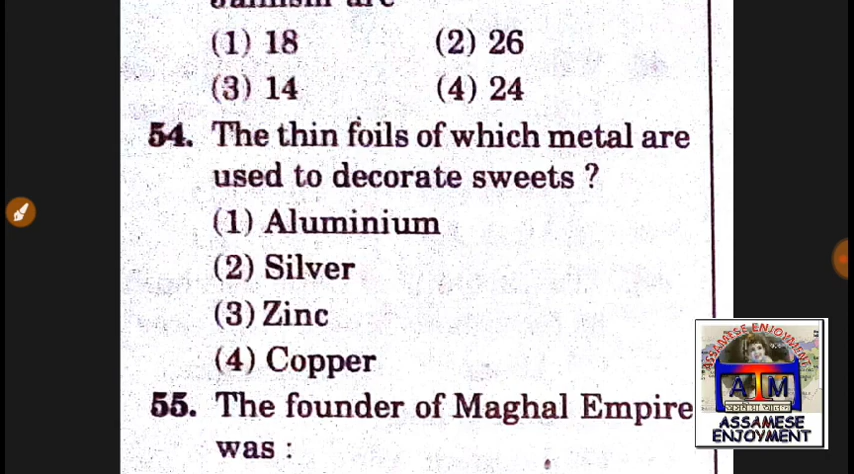 (1) 18 (2) 26
(3) 14 (4) 24
54. The thin foils of which metal are
used to decorate sweets ?
(1) Aluminium
(2) Silver
(3) Zinc
(4) Copper
55. The founder of Maghal Empire
was :
ASSAMESE ENJOYMENT
ATM
ASSAMESE
ENJOYMENT